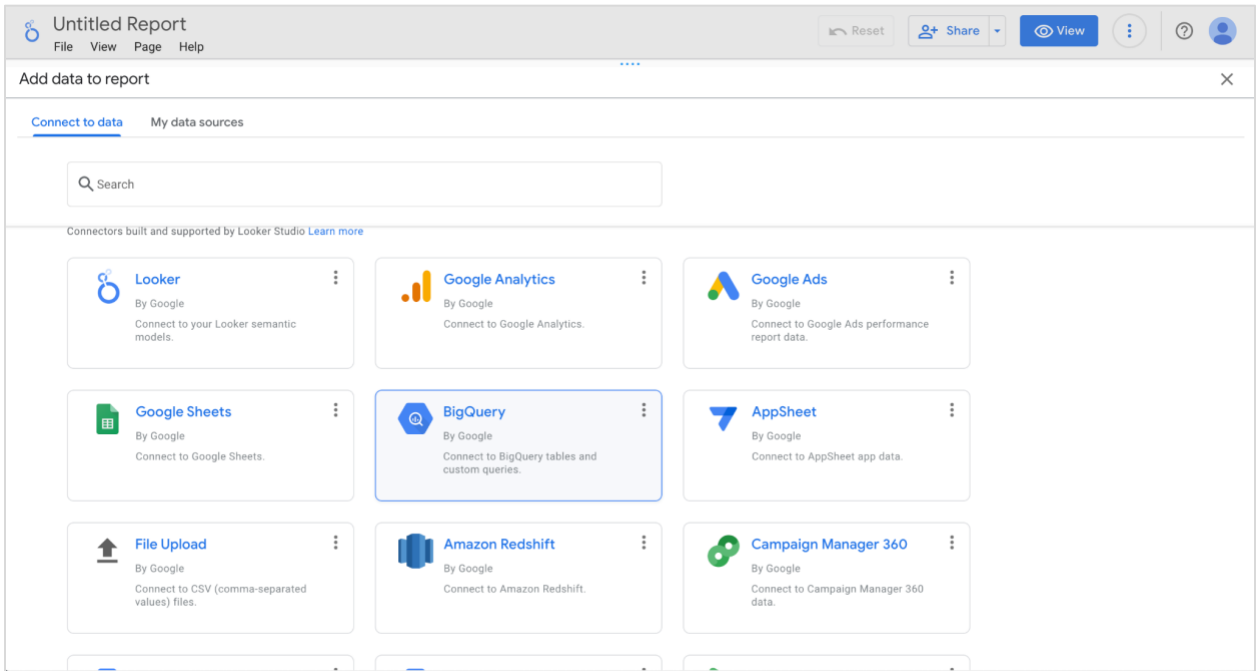 Untitled Report
File View Page Help
Reset
Share
View
Add data to report
Connect to data My data sources
Search
Connectors built and supported by Looker Studio Learn more
Looker
By Google
Connect to your Looker semantic
models.
Google Analytics
By Google
Connect to Google Analytics.
Google Ads
By Google
Connect to Google Ads performance
report data.
Google Sheets
By Google
Connect to Google Sheets.
BigQuery
By Google
Connect to BigQuery tables and
custom queries.
AppSheet
By Google
Connect to AppSheet app data.
File Upload
By Google
Connect to CSV (comma-separated
values) files.
Amazon Redshift
By Google
Connect to Amazon Redshift.
Campaign Manager 360
By Google
Connect to Campaign Manager 360
data.